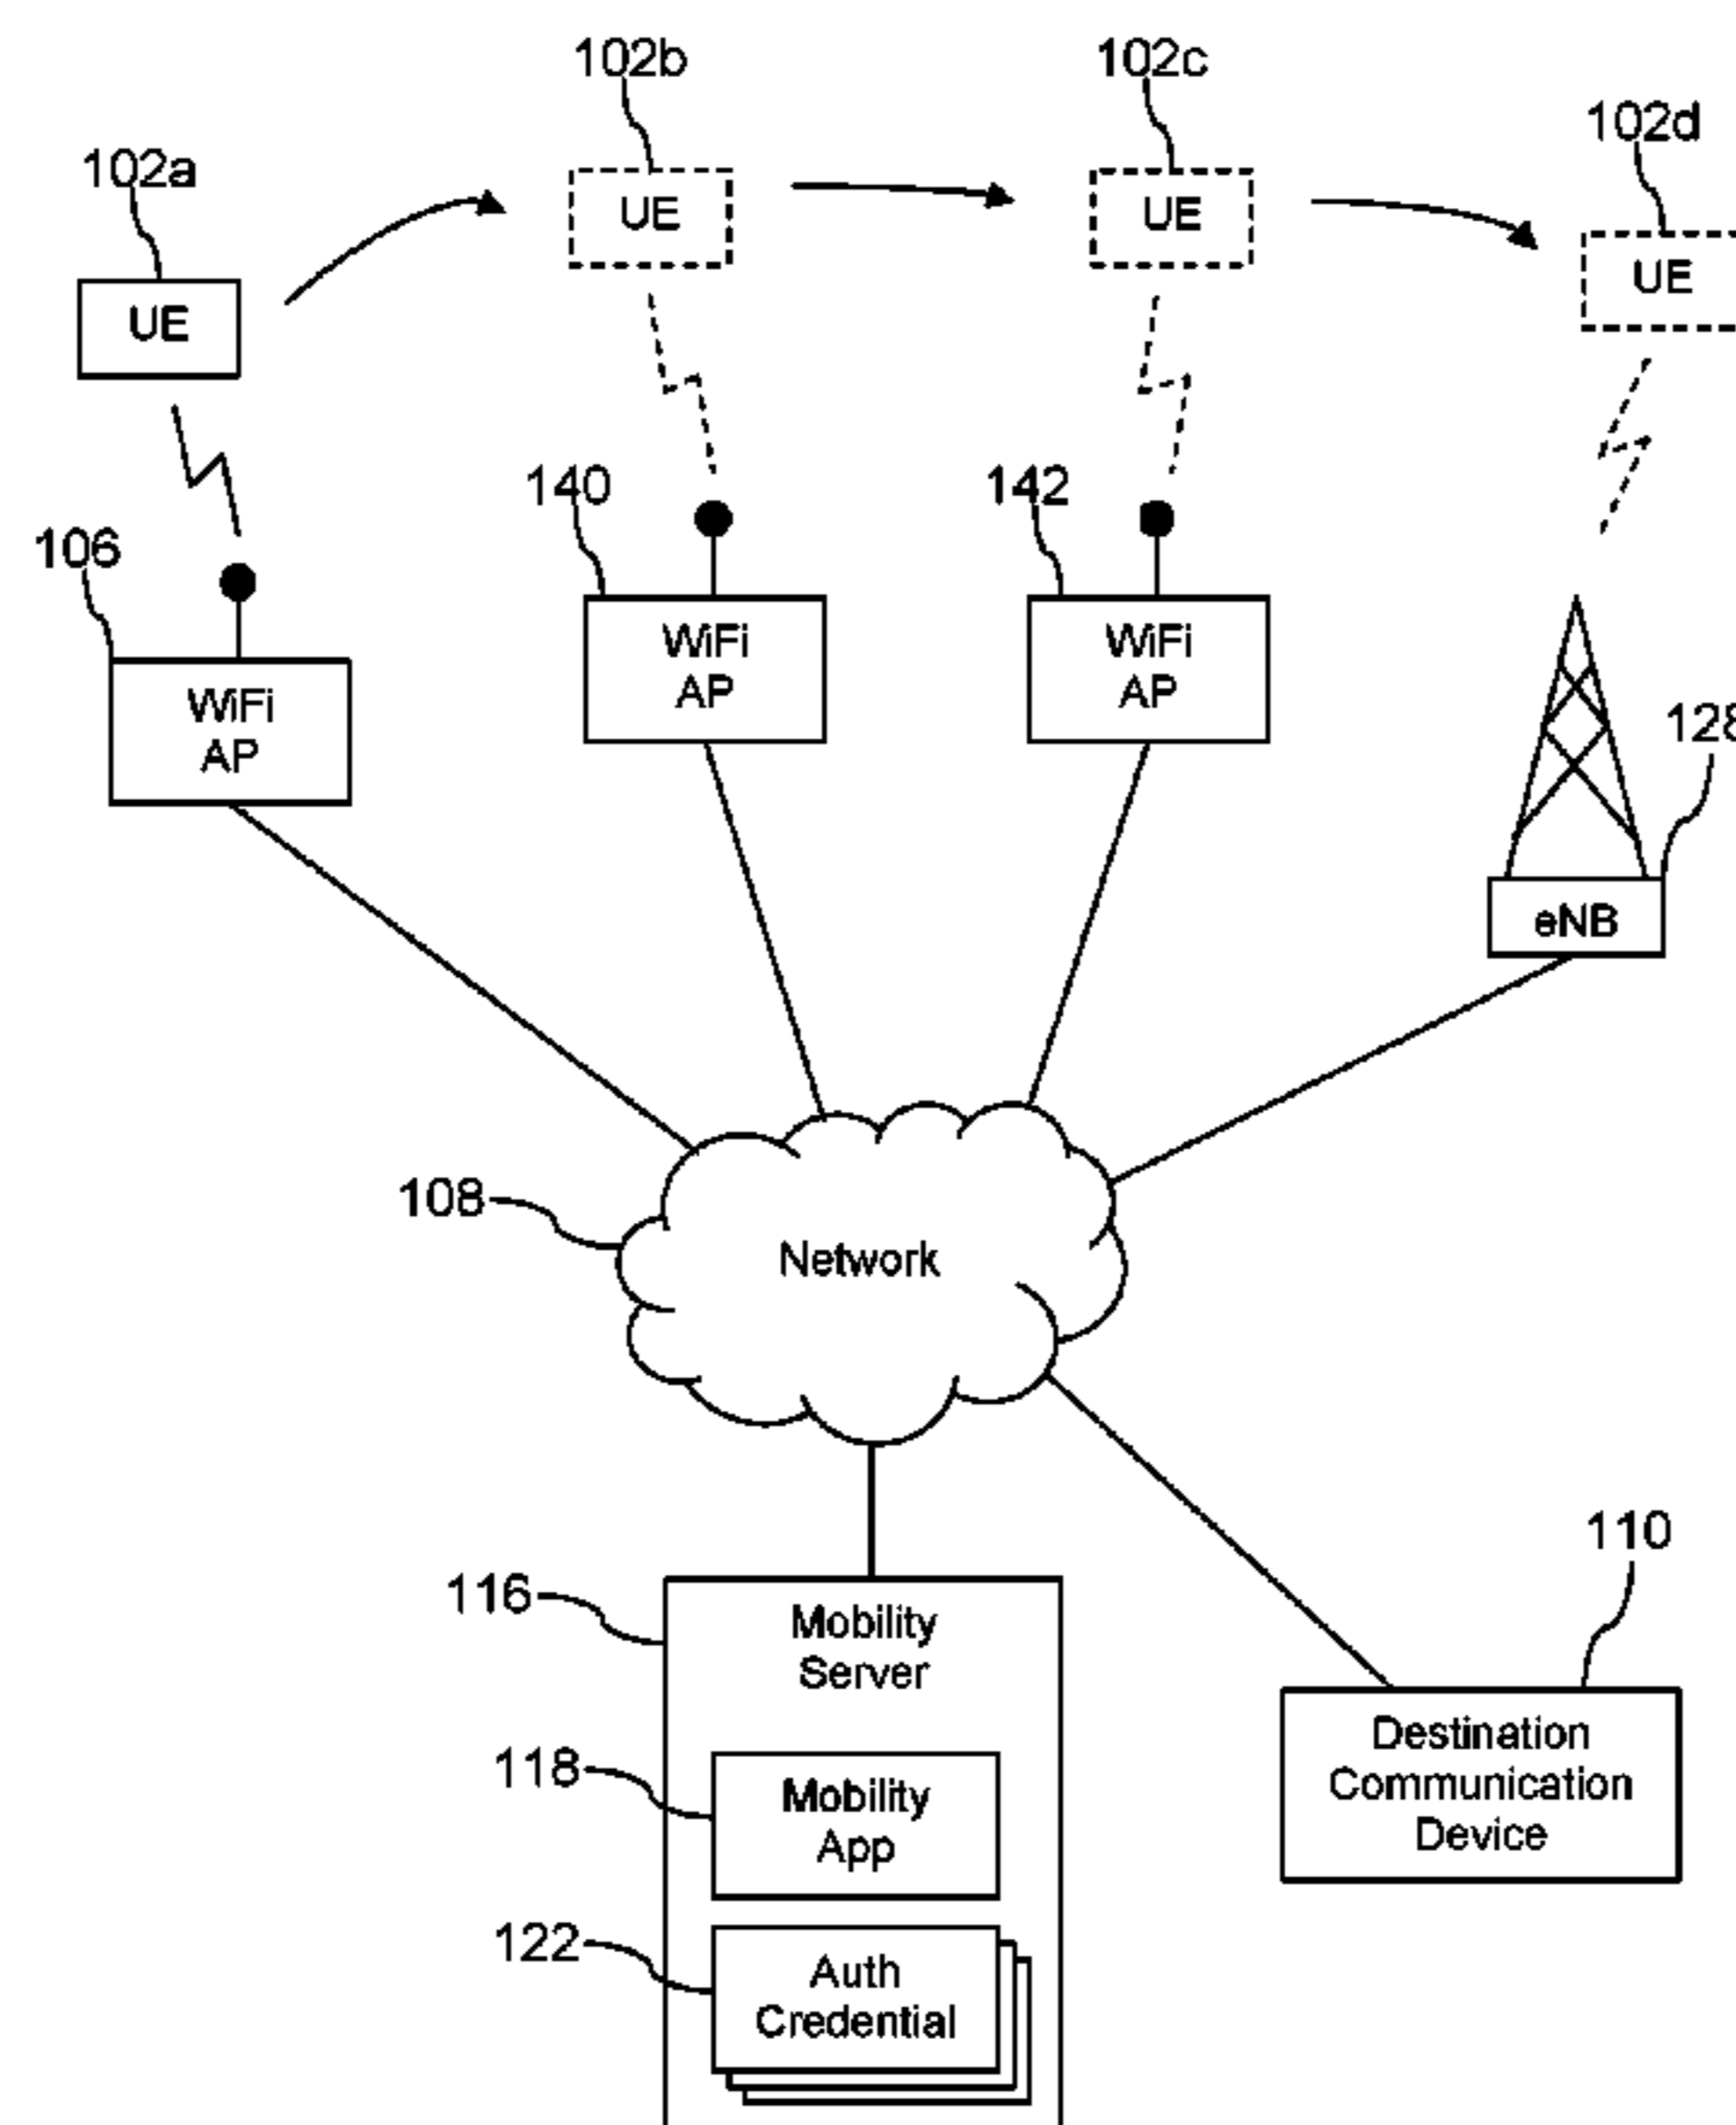 102b
102c
102d
102a
UE
UE
UE
UE
140
142
106
WiFi
AP
WiFi
AP
WiFi
AP
128
eNB
108
Network
110
116
Mobility
Server
Destination
Communication
Device
118
Mobility
App
122
Auth
Credential